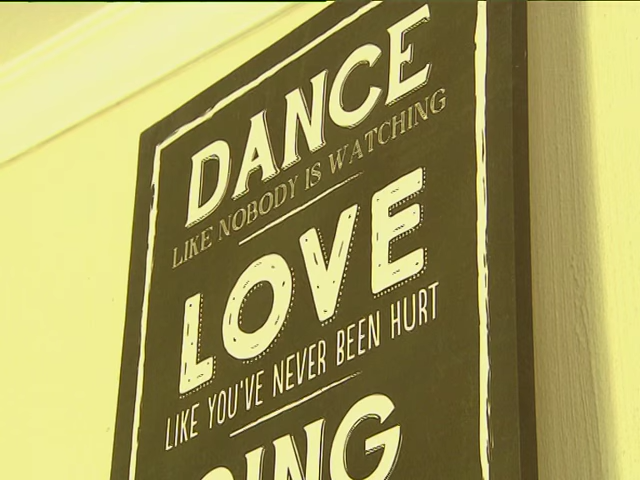 DANCE
LIKE NOBODY IS WATCHING
LOVE
LIKE YOU'VE NEVER BEEN HURT
SING